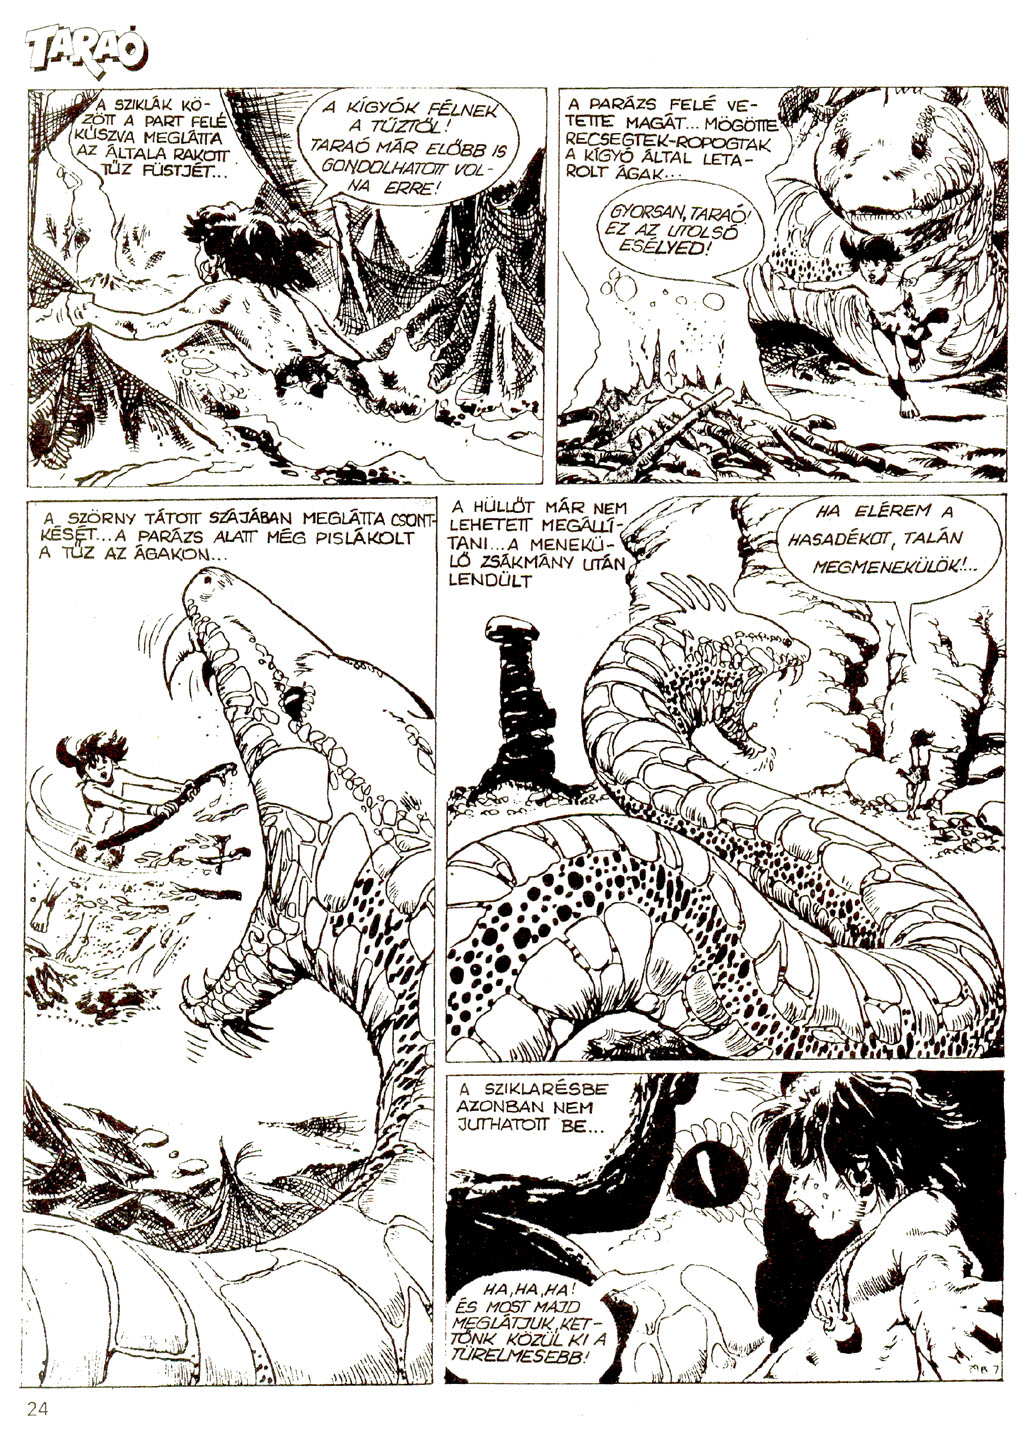 TARAÓ
A SZIKLÁK KÖ-
ZÖTT A PART FELÉ
KÚSZVA MEGLÁTTA
AZ ÁLTALA RAKOTT
TŰZ FÜSTJÉT...
A KÍGYÓK FÉLNEK
A TŰZTŐL!
TARAÓ MÁR ELŐBB IS
GONDOLHATOTT VOL-
NA ERRE!
A PARÁZS FELÉ VE-
TETTE MAGÁT... MÖGÖTTE
RECSEGTEK-ROPOGTAK
A KÍGYÓ ÁLTAL LETA-
ROLT ÁGAK...
GYORSAN, TARAÓ!
EZ AZ UTOLSÓ
ESÉLYED!
A SZÖRNY TÁTOTT SZÁJÁBAN MEGLÁTTA CSONT-
KÉSÉT...A PARÁZS ALATT MÉG PISLÁKOLT
A TŰZ AZ ÁGAKON...
A HÜLLŐT MÁR NEM
LEHETETT MEGÁLLÍ-
TANI...A MENEKÜ-
LŐ ZSÁKMÁNY UTÁN
LENDÜLT
HA ELÉREM A
HASADÉKOT, TALÁN
MEGMENEKÜLÖK!...
A SZIKLARÉSBE
AZONBAN NEM
JUTHATOTT BE...
HA, HA, HA!
ÉS MOST MAJD
MEGLÁTJUK, KET-
TŐNK KÖZÜL KI A
TÜRELMESEBB!
24